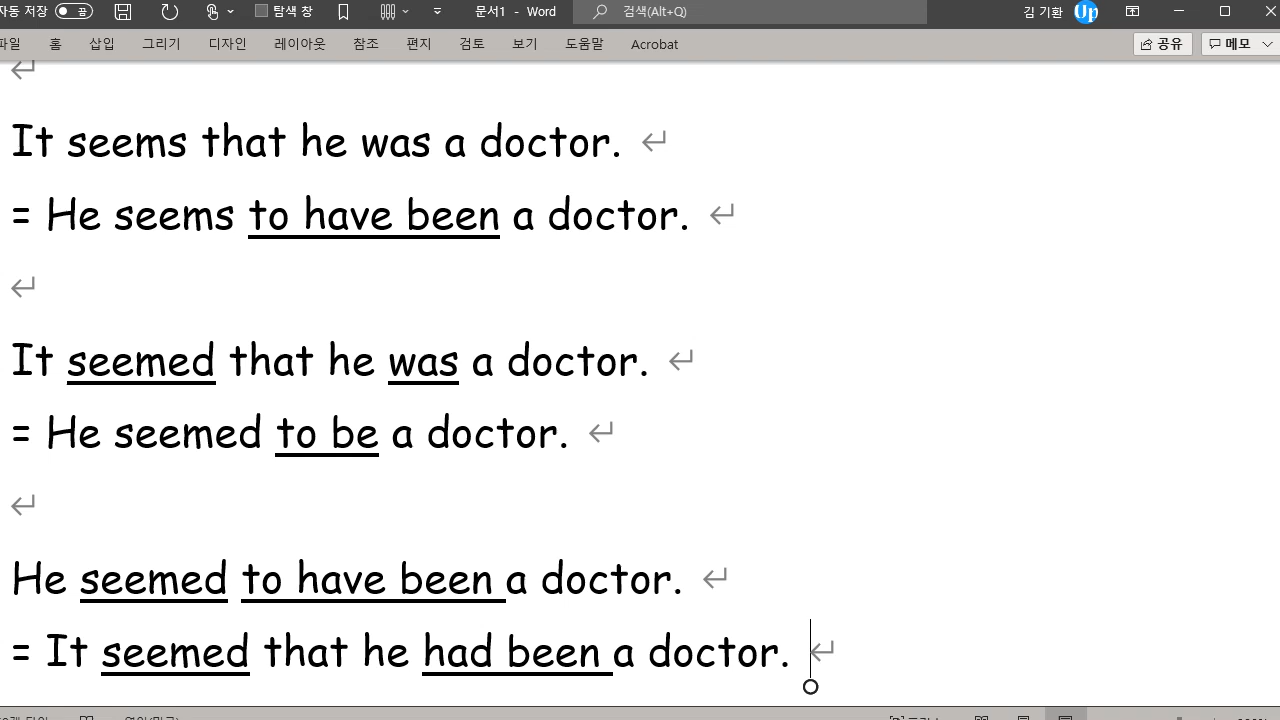 자동 저장 끔 탐색 창 문서1 - Word 검색(Alt+Q) 김 기환 Up
파일 홈 삽입 그리기 디자인 레이아웃 참조 편지 검토 보기 도움말 Acrobat 공유 메모
It seems that he was a doctor.
= He seems to have been a doctor.
It seemed that he was a doctor.
= He seemed to be a doctor.
He seemed to have been a doctor.
= It seemed that he had been a doctor.